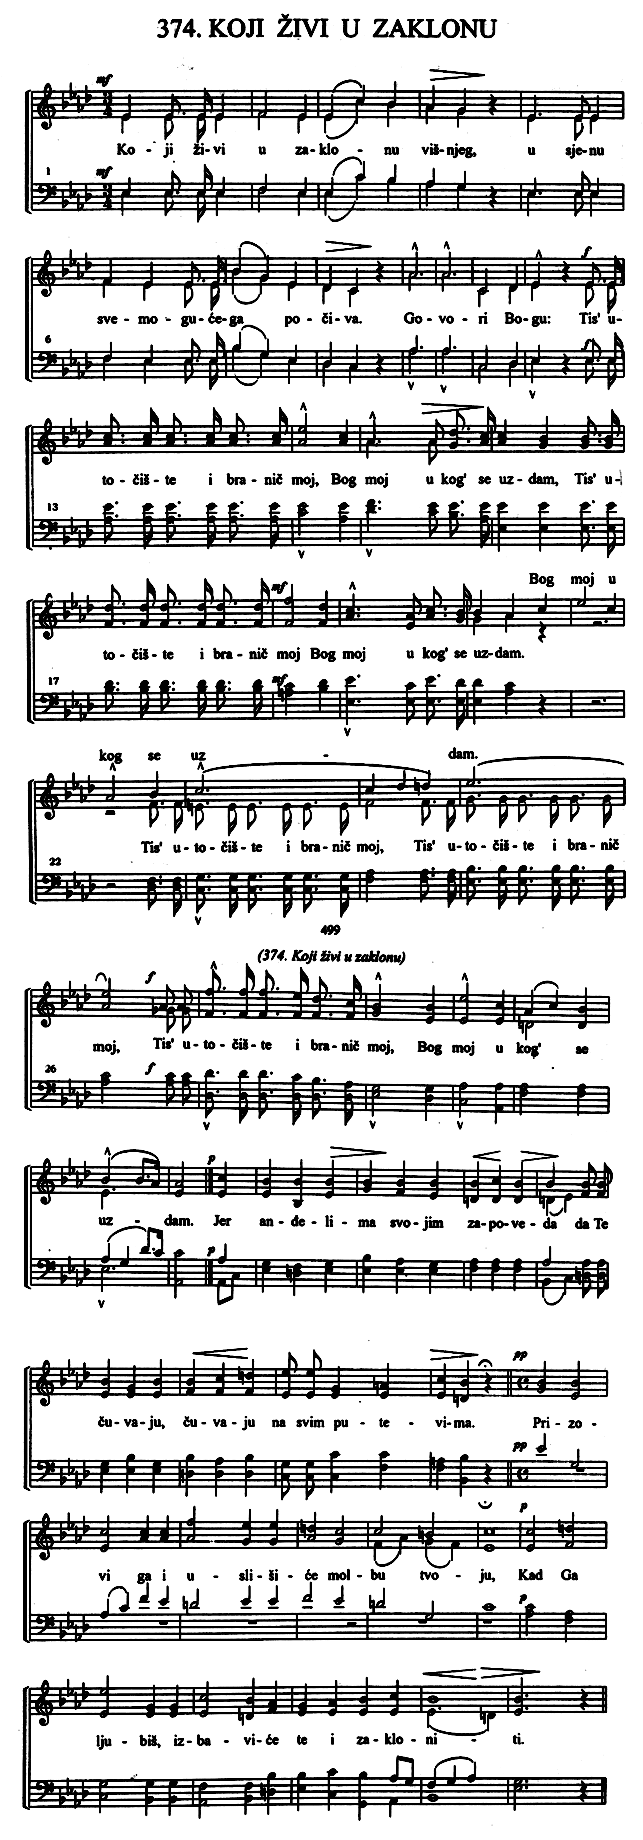 374. KOJI ŽIVI U ZAKLONU
mf
Ko - ji ži-vi u za-klo - nu viš-njeg, u sje-nu
1
mf
f
sve - mo - gu-će-ga po - či-va. Go - vo - ri Bo-gu: Tis' u-
6
to - čiš - te i bra - nič moj, Bog moj u kog' se uz-dam, Tis' u-
13
Bog moj u
mf
to - čiš - te i bra - nič moj Bog moj u kog' se uz-dam.
17
mf
kog se uz - dam.
Tis' u-to-čiš-te i bra-nič moj, Tis' u-to-čiš-te i bra-nič
22
499
(374. Koji živi u zaklonu)
f
moj, Tis' u-to-čiš-te i bra-nič moj, Bog moj u kog' se
26
f
p
uz - dam. Jer an-đe-li-ma svo-jim za-po-ve-da da Te
p
pp
ču-va-ju, ču-va-ju na svim pu-te-vi-ma. Pri-zo-
pp
p
vi ga i u - sli-ši-će mol-bu tvo - ju, Kad Ga
p
lju-biš, iz-ba-vi-će te i za-klo-ni - ti.